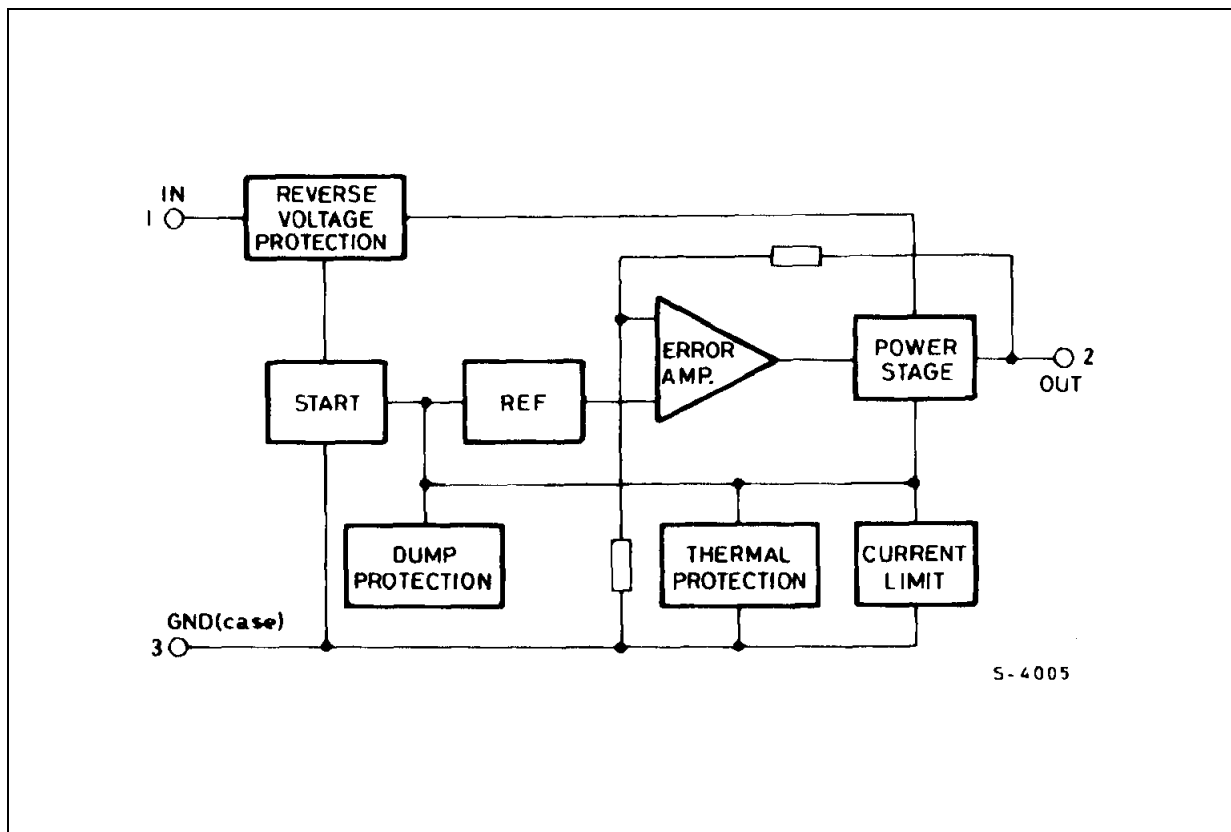 IN
1
REVERSE
VOLTAGE
PROTECTION
ERROR
AMP.
POWER
STAGE
2
OUT
START
REF
DUMP
PROTECTION
THERMAL
PROTECTION
CURRENT
LIMIT
GND(case)
3
S-4005